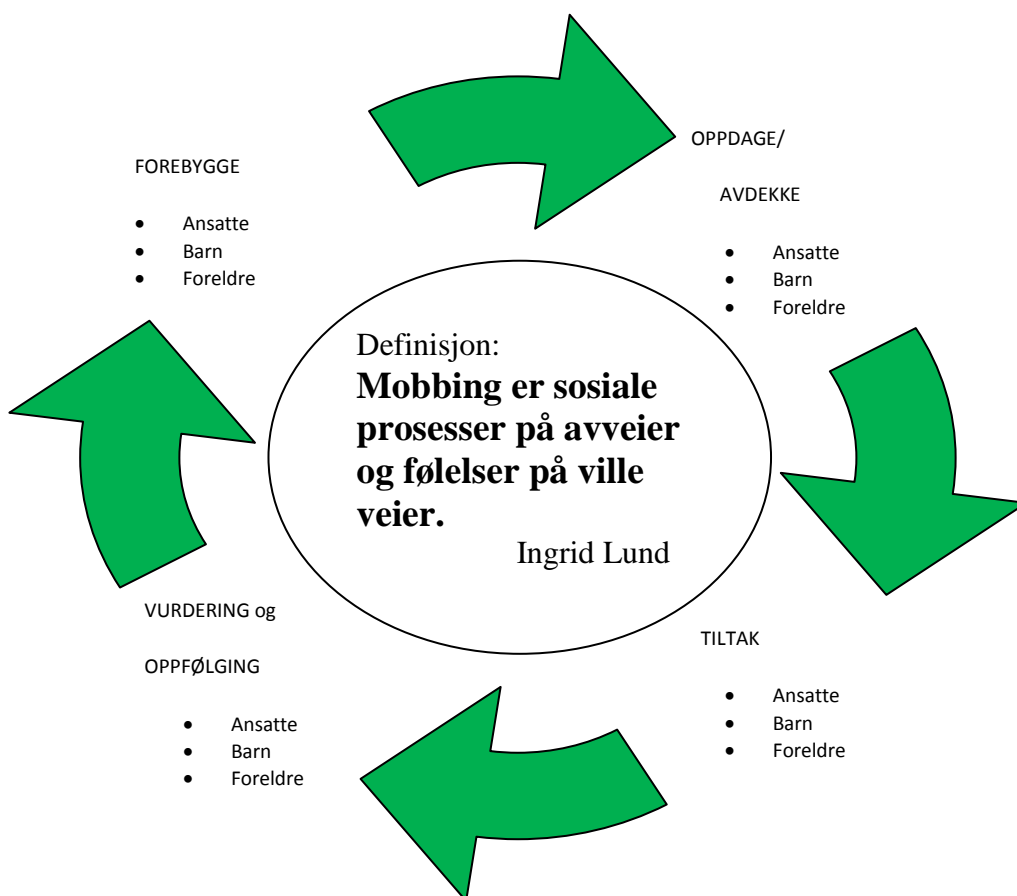 FOREBYGGE
• Ansatte
• Barn
• Foreldre
OPPDAGE/
AVDEKKE
• Ansatte
• Barn
• Foreldre
Definisjon:
Mobbing er sosiale
prosesser på avveier
og følelser på ville
veier.
Ingrid Lund
TILTAK
• Ansatte
• Barn
• Foreldre
VURDERING og
OPPFØLGING
• Ansatte
• Barn
• Foreldre